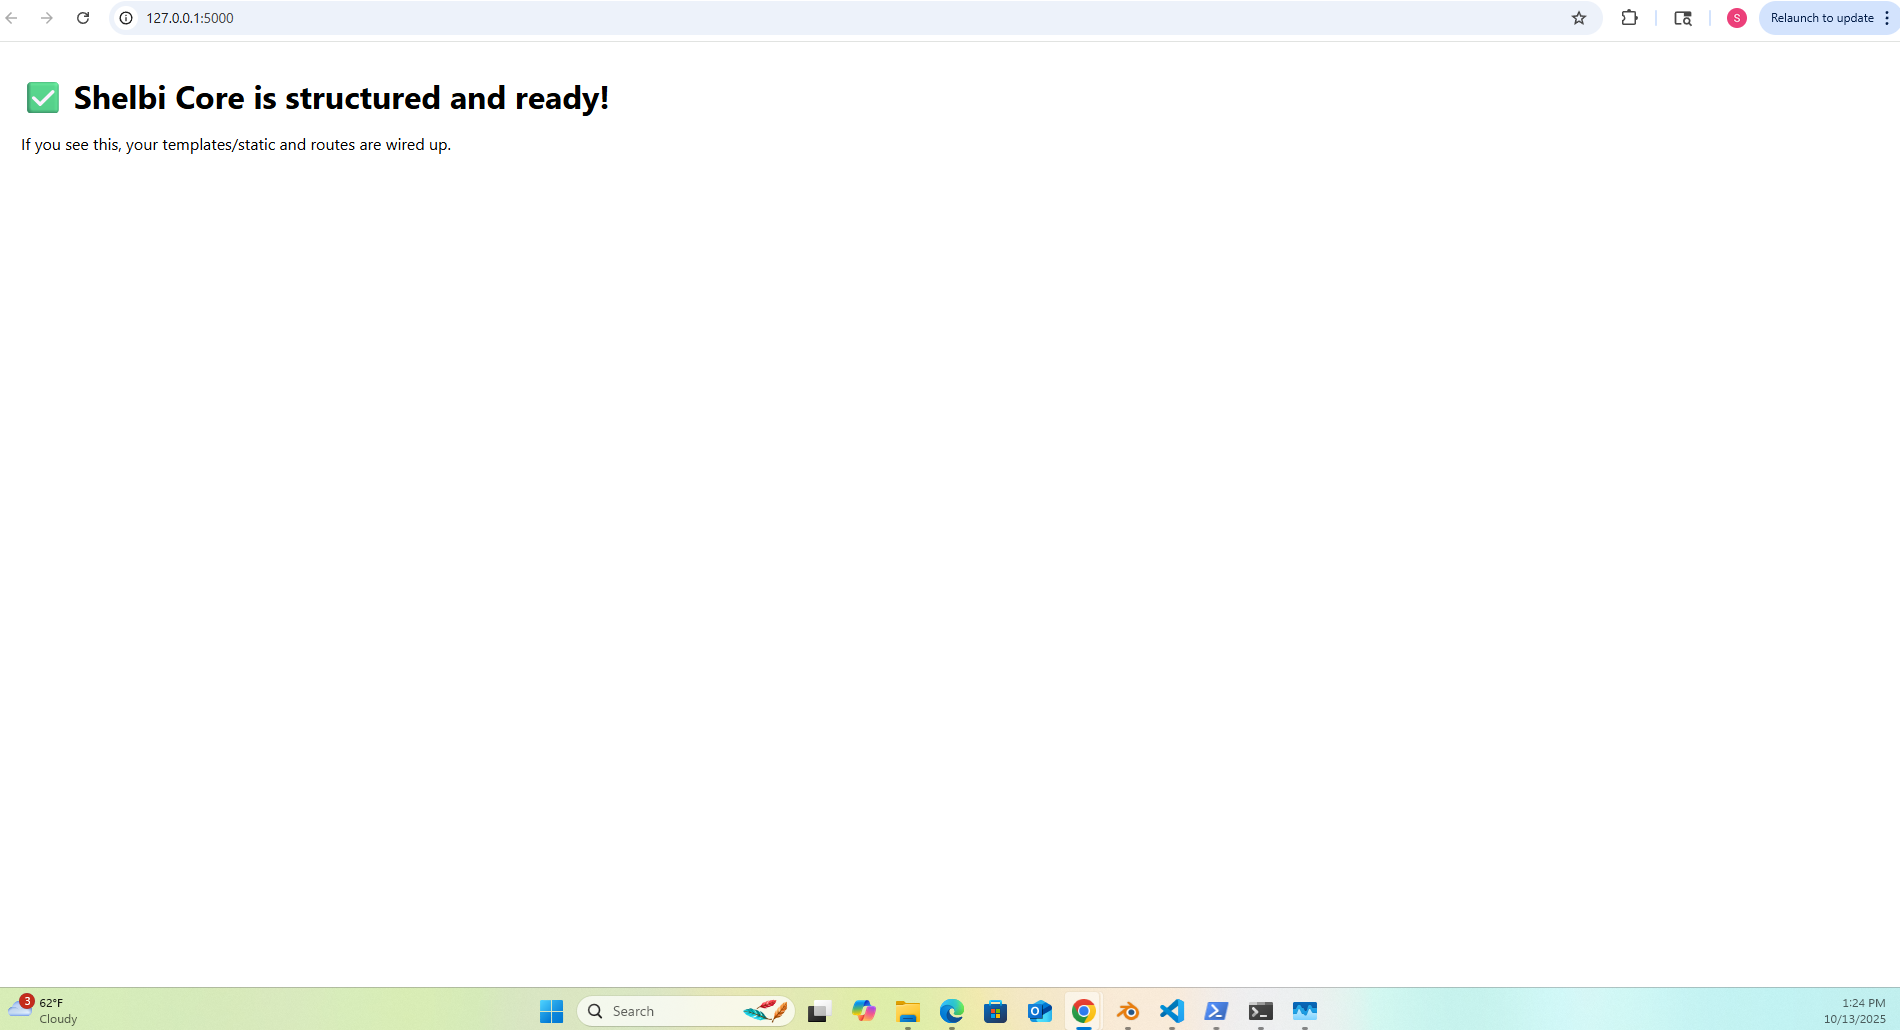 127.0.0.1:5000
S
Relaunch to update
✅ Shelbi Core is structured and ready!
If you see this, your templates/static and routes are wired up.
3
62°F
Cloudy
Search
1:24 PM
10/13/2025